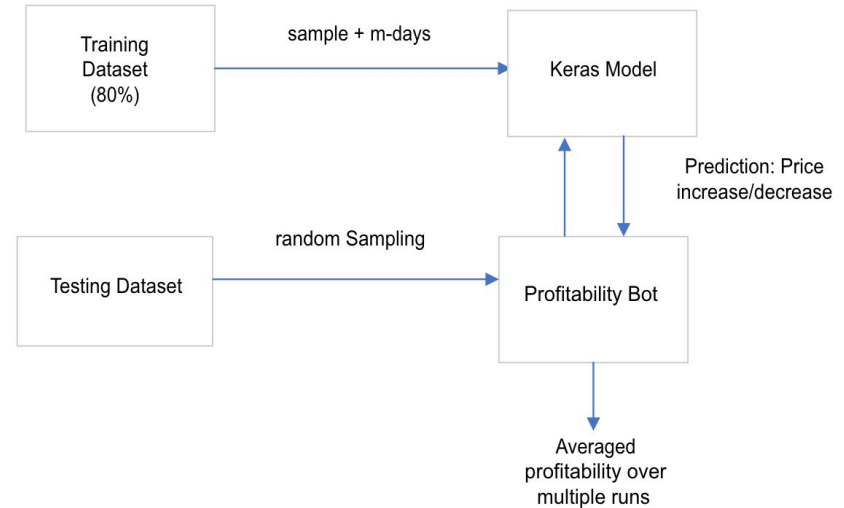 Training
Dataset
(80%)
sample + m-days
Keras Model
Prediction: Price
increase/decrease
Testing Dataset
random Sampling
Profitability Bot
Averaged
profitability over
multiple runs